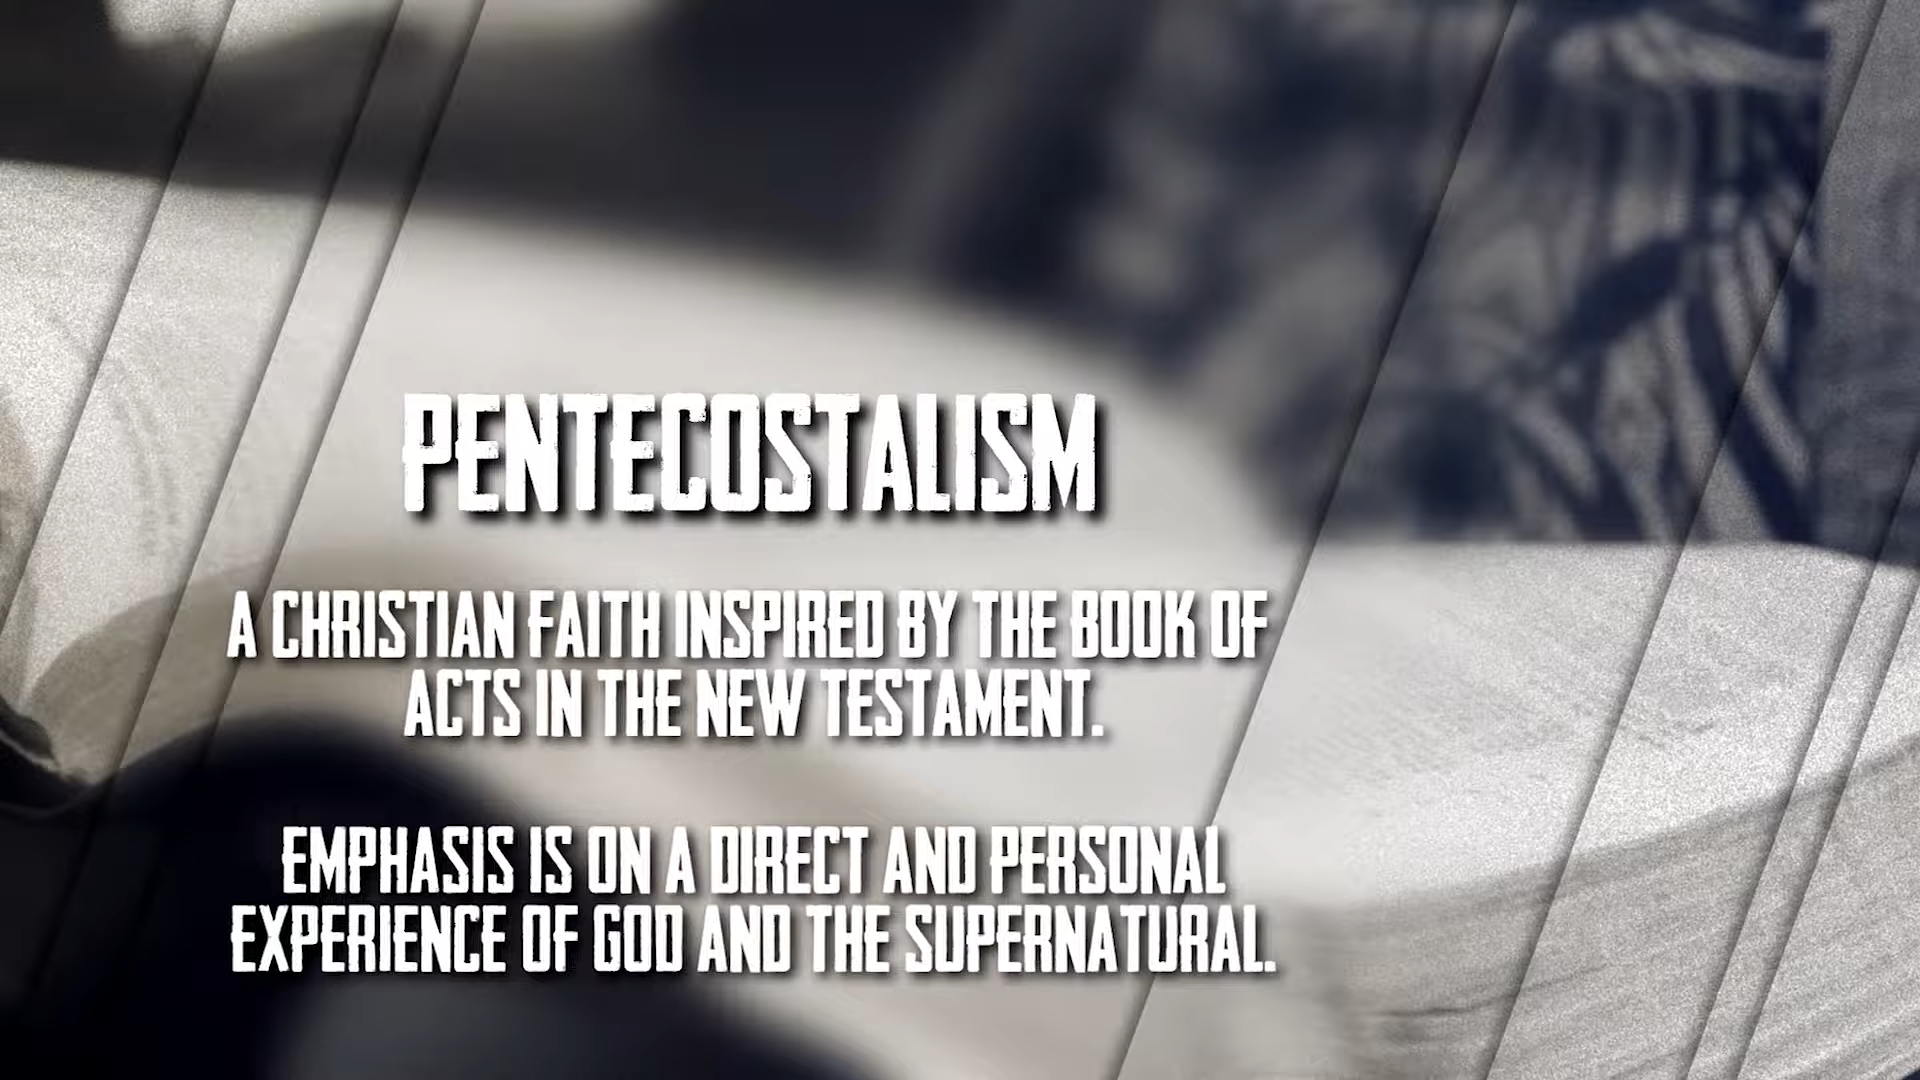 PENTECOSTALISM
A CHRISTIAN FAITH INSPIRED BY THE BOOK OF
ACTS IN THE NEW TESTAMENT.
EMPHASIS IS ON A DIRECT AND PERSONAL
EXPERIENCE OF GOD AND THE SUPERNATURAL.